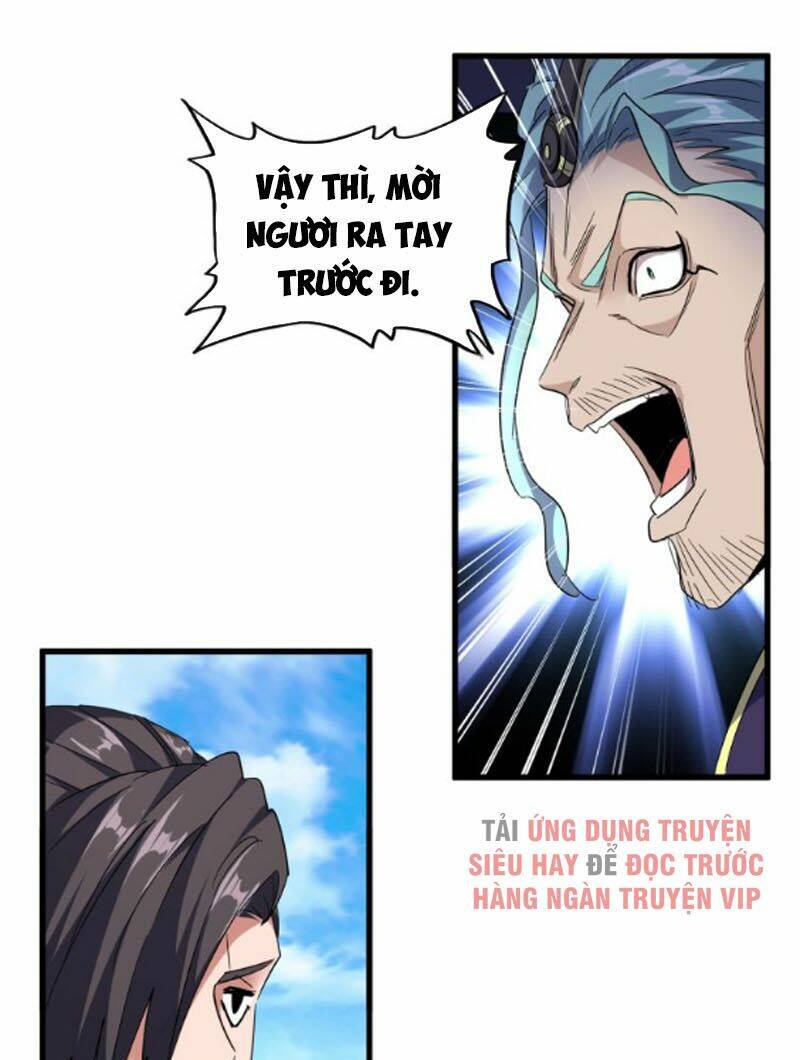 VẬY THÌ, MỜI
NGƯƠI RA TAY
TRƯỚC ĐI.
TẢI ỨNG DỤNG TRUYỆN
SIÊU HAY ĐỂ ĐỌC TRƯỚC
HÀNG NGÀN TRUYỆN VIP